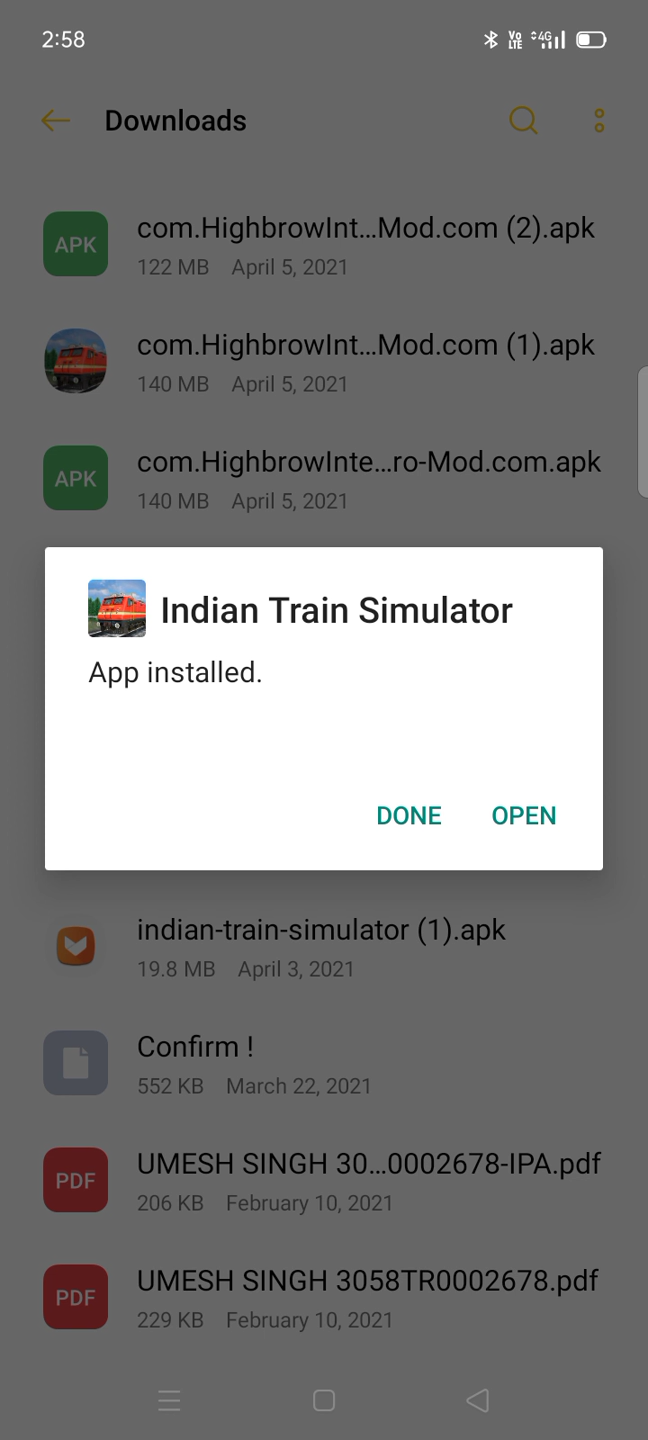 2:58
Vo LTE 4G
Downloads
APK
com.HighbrowInt...Mod.com (2).apk
122 MB April 5, 2021
com.HighbrowInt...Mod.com (1).apk
140 MB April 5, 2021
APK
com.HighbrowInte...ro-Mod.com.apk
140 MB April 5, 2021
Indian Train Simulator
App installed.
DONE OPEN
indian-train-simulator (1).apk
19.8 MB April 3, 2021
Confirm !
552 KB March 22, 2021
PDF
UMESH SINGH 30...0002678-IPA.pdf
206 KB February 10, 2021
PDF
UMESH SINGH 3058TR0002678.pdf
229 KB February 10, 2021